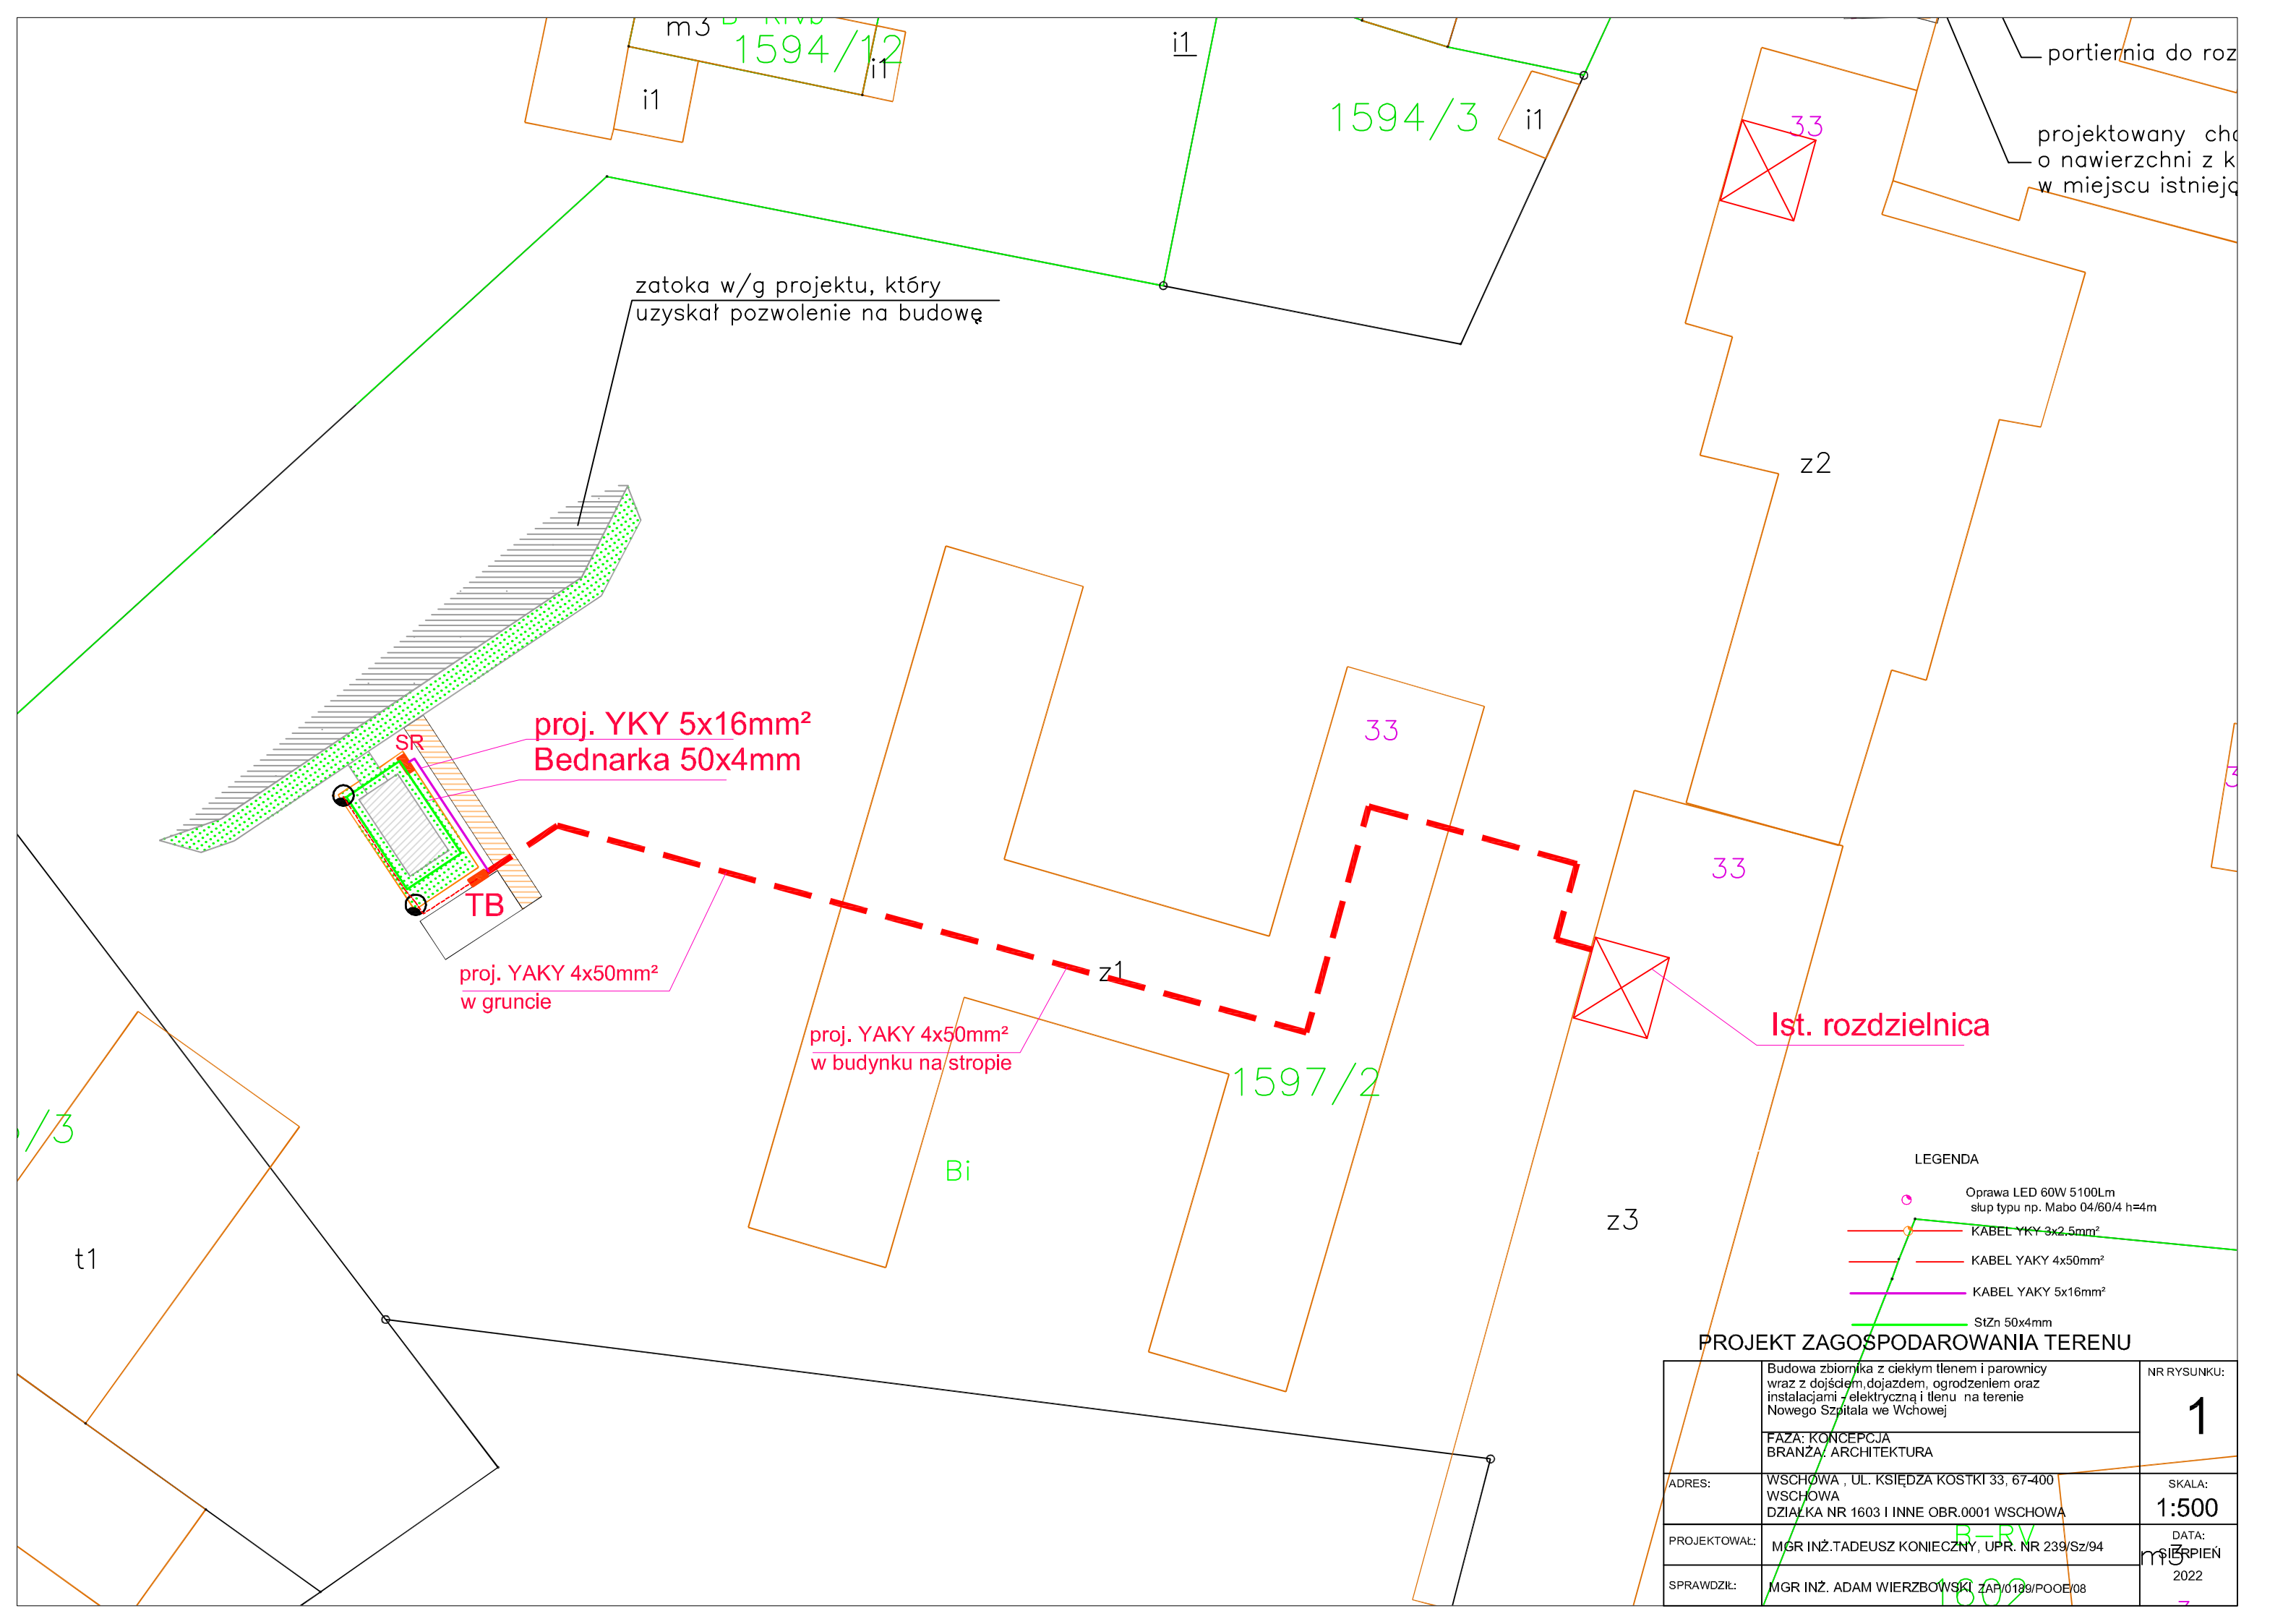 m3
1594/12
i1
i1
i1
1594/3
i1
portiernia do roz
33
projektowany
o nawierzchni z k
w miejscu
zatoka w/g projektu, który
uzyskał pozwolenie na budowę
z2
proj. YKY 5x16mm²
Bednarka 50x4mm
SR
33
33
TB
proj. YAKY 4x50mm²
w gruncie
z1
proj. YAKY 4x50mm²
w budynku na stropie
Ist. rozdzielnica
1597/2
/3
Bi
z3
t1
LEGENDA
Oprawa LED 60W 5100Lm
słup typu np. Mabo 04/60/4 h=4m
KABEL YKY 3x2.5mm²
KABEL YAKY 4x50mm²
KABEL YAKY 5x16mm²
StZn 50x4mm
PROJEKT ZAGOSPODAROWANIA TERENU
Budowa zbiornika z ciekłym tlenem i parownicy
wraz z dojściem,dojazdem, ogrodzeniem oraz
instalacjami - elektryczną i tlenu na terenie
Nowego Szpitala we Wchowej
NR RYSUNKU:
1
FAZA: KONCEPCJA
BRANŻA: ARCHITEKTURA
ADRES:
WSCHOWA , UL. KSIĘDZA KOSTKI 33, 67-400
WSCHOWA
DZIAŁKA NR 1603 I INNE OBR.0001 WSCHOWA
SKALA:
1:500
B-RV
PROJEKTOWAŁ:
MGR INŻ.TADEUSZ KONIECZNY, UPR. NR 239/Sz/94
DATA:
SIERPIEŃ
2022
m3
SPRAWDZIŁ:
MGR INŻ. ADAM WIERZBOWSKI ZAP/0189/POOE/08
1602